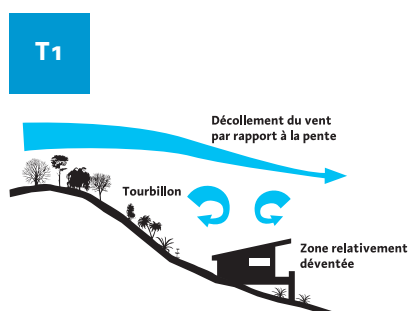 T1
Décollement du vent
par rapport à la pente
Tourbillon
Zone relativement
déventée